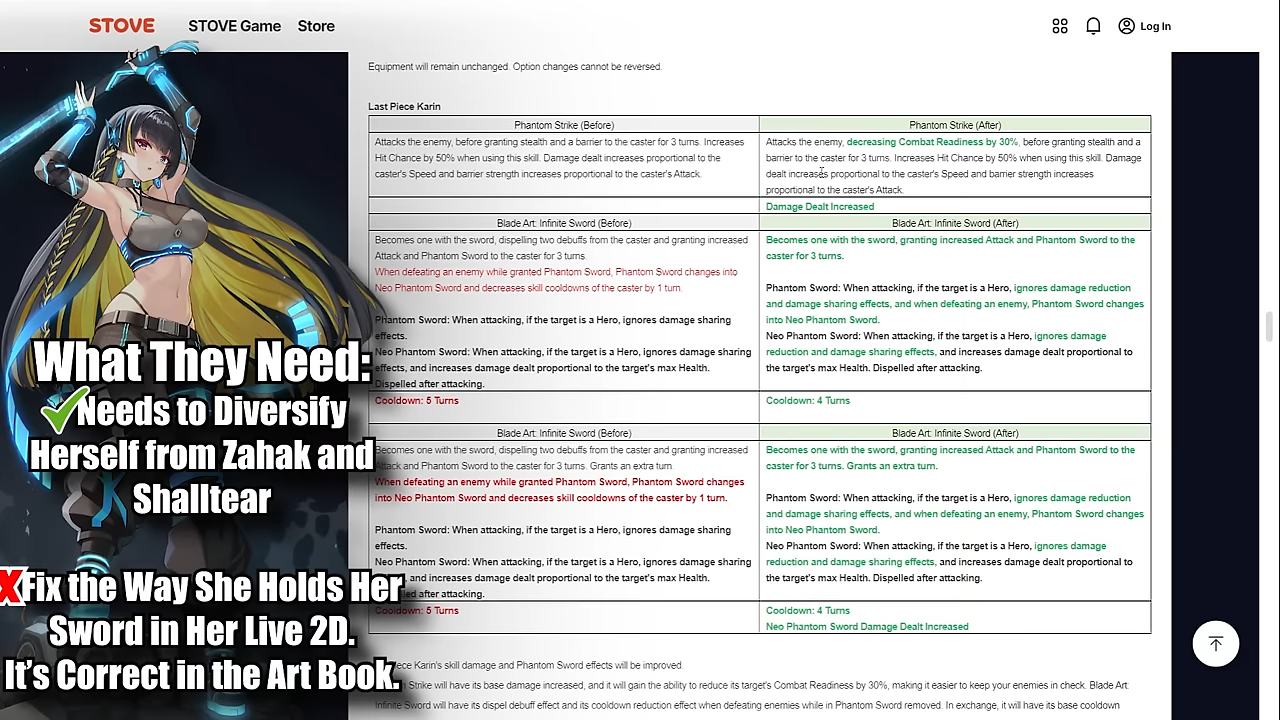 STOVE STOVE Game Store Log In
Equipment will remain unchanged. Option changes cannot be reversed.
Last Piece Karin
Phantom Strike (Before)
Attacks the enemy, before granting stealth and a barrier to the caster for 3 turns. Increases
Hit Chance by 50% when using this skill. Damage dealt increases proportional to the
caster's Speed and barrier strength increases proportional to the caster's Attack.
Phantom Strike (After)
Attacks the enemy, decreasing Combat Readiness by 30%, before granting stealth and a
barrier to the caster for 3 turns. Increases Hit Chance by 50% when using this skill. Damage
dealt increases proportional to the caster's Speed and barrier strength increases
proportional to the caster's Attack.
Damage Dealt Increased
Blade Art: Infinite Sword (Before)
Becomes one with the sword, dispelling two debuffs from the caster and granting increased
Attack and Phantom Sword to the caster for 3 turns.
When defeating an enemy while granted Phantom Sword, Phantom Sword changes into
Neo Phantom Sword and decreases skill cooldowns of the caster by 1 turn.
Phantom Sword: When attacking, if the target is a Hero, ignores damage sharing
effects.
Neo Phantom Sword: When attacking, if the target is a Hero, ignores damage sharing
effects, and increases damage dealt proportional to the target's max Health.
Dispelled after attacking.
Cooldown: 5 Turns
Blade Art: Infinite Sword (After)
Becomes one with the sword, granting increased Attack and Phantom Sword to the
caster for 3 turns.
Phantom Sword: When attacking, if the target is a Hero, ignores damage reduction
and damage sharing effects, and when defeating an enemy, Phantom Sword changes
into Neo Phantom Sword.
Neo Phantom Sword: When attacking, if the target is a Hero, ignores damage
reduction and damage sharing effects, and increases damage dealt proportional to
the target's max Health. Dispelled after attacking.
Cooldown: 4 Turns
Blade Art: Infinite Sword (Before)
Becomes one with the sword, dispelling two debuffs from the caster and granting increased
Attack and Phantom Sword to the caster for 3 turns. Grants an extra turn.
When defeating an enemy while granted Phantom Sword, Phantom Sword changes
into Neo Phantom Sword and decreases skill cooldowns of the caster by 1 turn.
Phantom Sword: When attacking, if the target is a Hero, ignores damage sharing
effects.
Neo Phantom Sword: When attacking, if the target is a Hero, ignores damage sharing
and increases damage dealt proportional to the target's max Health.
after attacking.
Cooldown: 5 Turns
Blade Art: Infinite Sword (After)
Becomes one with the sword, granting increased Attack and Phantom Sword to the
caster for 3 turns. Grants an extra turn.
Phantom Sword: When attacking, if the target is a Hero, ignores damage reduction
and damage sharing effects, and when defeating an enemy, Phantom Sword changes
into Neo Phantom Sword.
Neo Phantom Sword: When attacking, if the target is a Hero, ignores damage
reduction and damage sharing effects, and increases damage dealt proportional to
the target's max Health. Dispelled after attacking.
Cooldown: 4 Turns
Neo Phantom Sword Damage Dealt Increased
Karin's skill damage and Phantom Sword effects will be improved.
Strike will have its base damage increased, and it will gain the ability to reduce its target's Combat Readiness by 30%, making it easier to keep your enemies in check. Blade Art:
Infinite Sword will have its dispel debuff effect and its cooldown reduction effect when defeating enemies while in Phantom Sword removed. In exchange, it will have its base cooldown
What They Need:
Needs to Diversify
Herself from Zahak and
Shalltear
Fix the Way She Holds Her
Sword in Her Live 2D.
It's Correct in the Art Book.